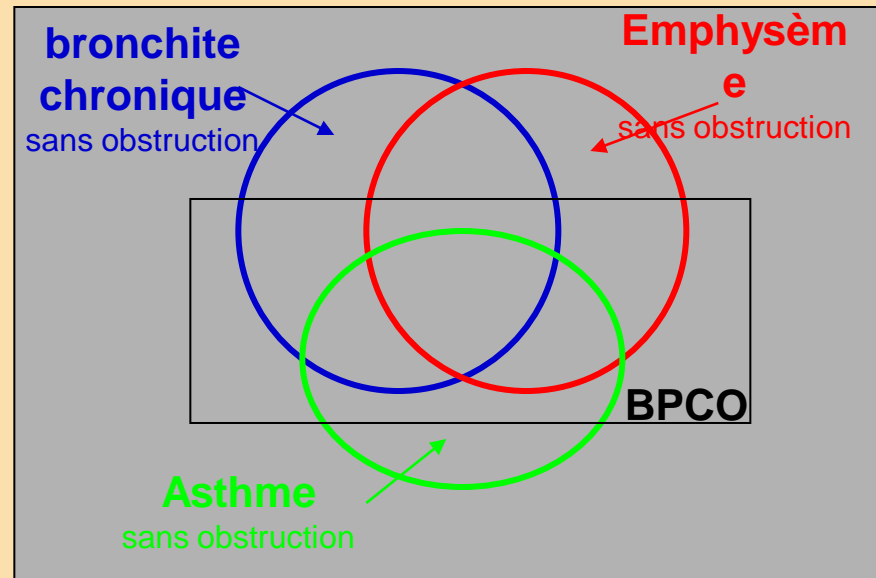 bronchite
chronique
sans obstruction
Emphysèm
e
sans obstruction
BPCO
Asthme
sans obstruction